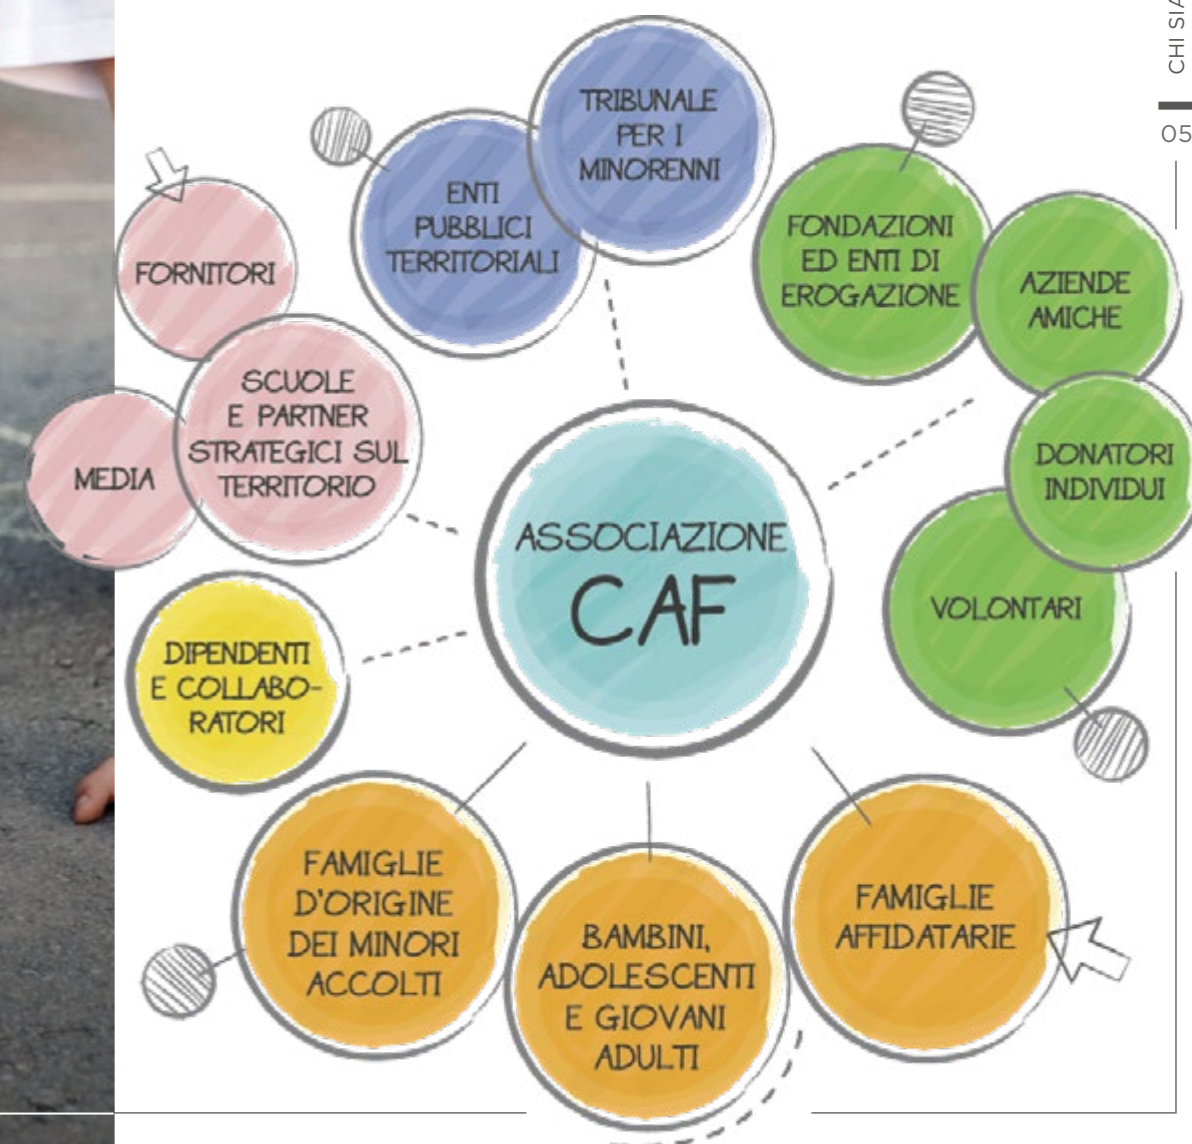 CHI SIA
05
TRIBUNALE
PER I
MINORENNI
ENTI
PUBBLICI
TERRITORIALI
FONDAZIONI
ED ENTI DI
EROGAZIONE
AZIENDE
AMICHE
FORNITORI
SCUOLE
E PARTNER
STRATEGICI SUL
TERRITORIO
MEDIA
DONATORI
INDIVIDUI
ASSOCIAZIONE
CAF
VOLONTARI
DIPENDENTI
E COLLABO-
RATORI
FAMIGLIE
D'ORIGINE
DEI MINORI
ACCOLTI
BAMBINI,
ADOLESCENTI
E GIOVANI
ADULTI
FAMIGLIE
AFFIDATARIE